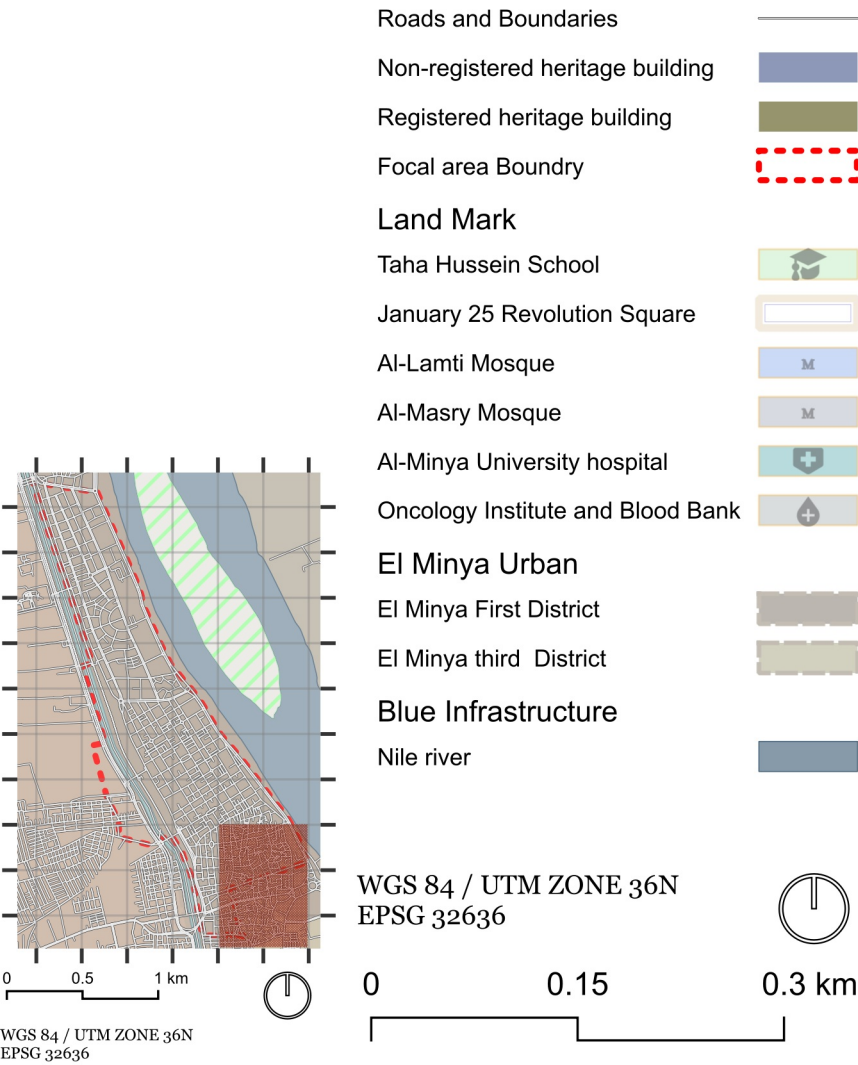 Roads and Boundaries
Non-registered heritage building
Registered heritage building
Focal area Boundry
Land Mark
Taha Hussein School
January 25 Revolution Square
Al-Lamti Mosque
M
Al-Masry Mosque
M
Al-Minya University hospital
Oncology Institute and Blood Bank
El Minya Urban
El Minya First District
El Minya third District
Blue Infrastructure
Nile river
WGS 84 / UTM ZONE 36N
EPSG 32636
0 0.15 0.3 km
0 0.5 1 km
WGS 84 / UTM ZONE 36N
EPSG 32636